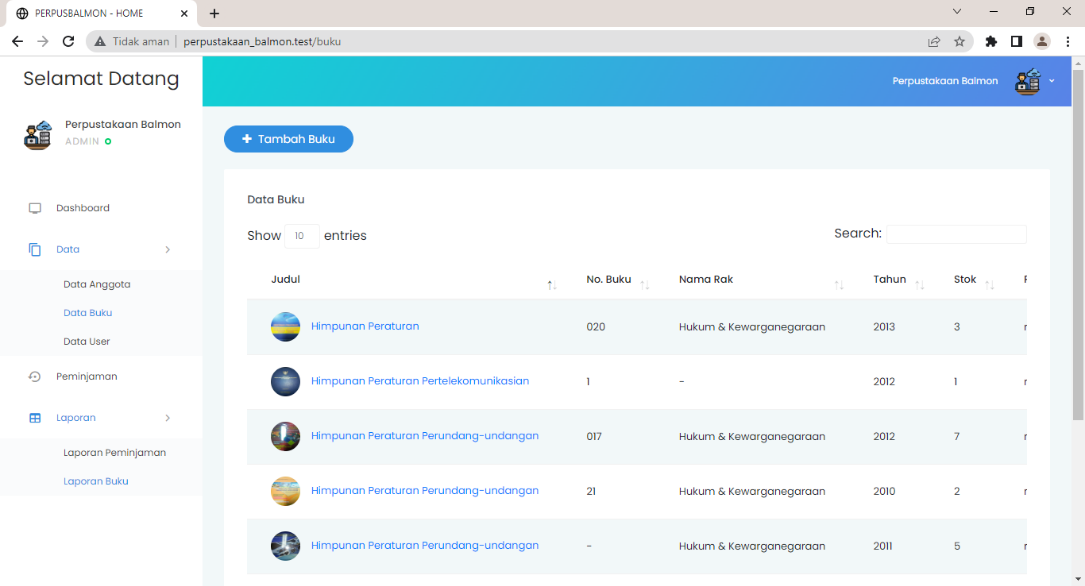 PERPUSBALMON - HOME
Tidak aman | perpustakaan_balmon.test/buku
Selamat Datang
Perpustakaan Balmon
Perpustakaan Balmon
ADMIN
Dashboard
Data
Data Anggota
Data Buku
Data User
Peminjaman
Laporan
Laporan Peminjaman
Laporan Buku
Tambah Buku
Data Buku
Show 10 entries
Search:
Judul No. Buku Nama Rak Tahun Stok
Himpunan Peraturan 020 Hukum & Kewarganegaraan 2013 3
Himpunan Peraturan Pertelekomunikasian 1 - 2012 1
Himpunan Peraturan Perundang-undangan 017 Hukum & Kewarganegaraan 2012 7
Himpunan Peraturan Perundang-undangan 21 Hukum & Kewarganegaraan 2010 2
Himpunan Peraturan Perundang-undangan - Hukum & Kewarganegaraan 2011 5